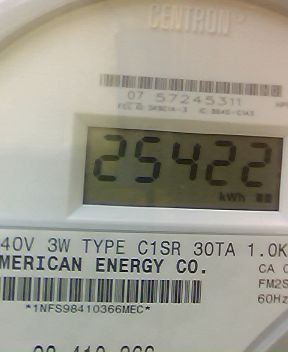 CENTRON
07 57245311
25422
kWh
40V 3W TYPE C1SR 30TA 1.0K
MERICAN ENERGY CO.
CA 0
FM2S
60Hz
*1NFS98410366MEC*